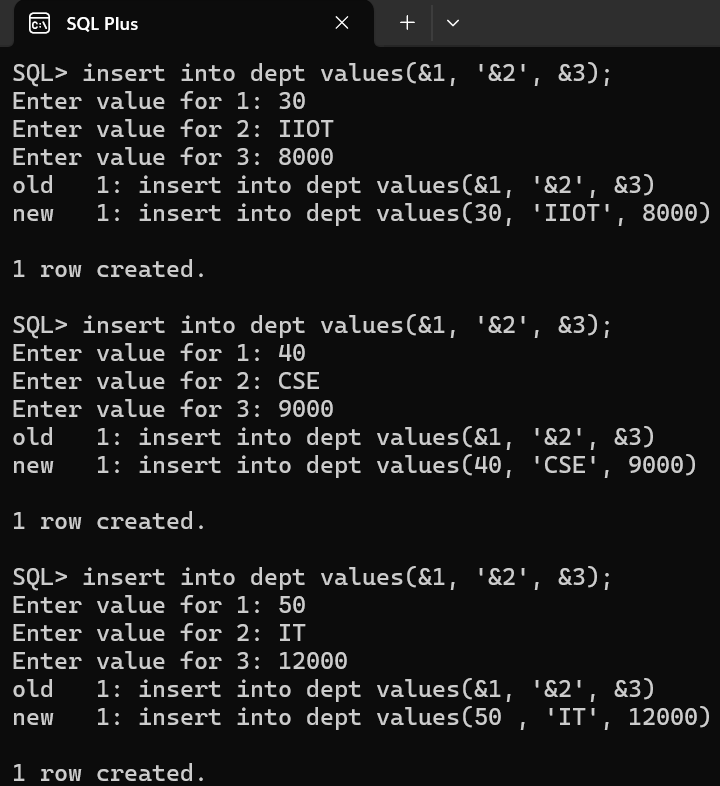 SQL Plus
SQL> insert into dept values(&1, '&2', &3);
Enter value for 1: 30
Enter value for 2: IIOT
Enter value for 3: 8000
old   1: insert into dept values(&1, '&2', &3)
new   1: insert into dept values(30, 'IIOT', 8000)
1 row created.
SQL> insert into dept values(&1, '&2', &3);
Enter value for 1: 40
Enter value for 2: CSE
Enter value for 3: 9000
old   1: insert into dept values(&1, '&2', &3)
new   1: insert into dept values(40, 'CSE', 9000)
1 row created.
SQL> insert into dept values(&1, '&2', &3);
Enter value for 1: 50
Enter value for 2: IT
Enter value for 3: 12000
old   1: insert into dept values(&1, '&2', &3)
new   1: insert into dept values(50 , 'IT', 12000)
1 row created.